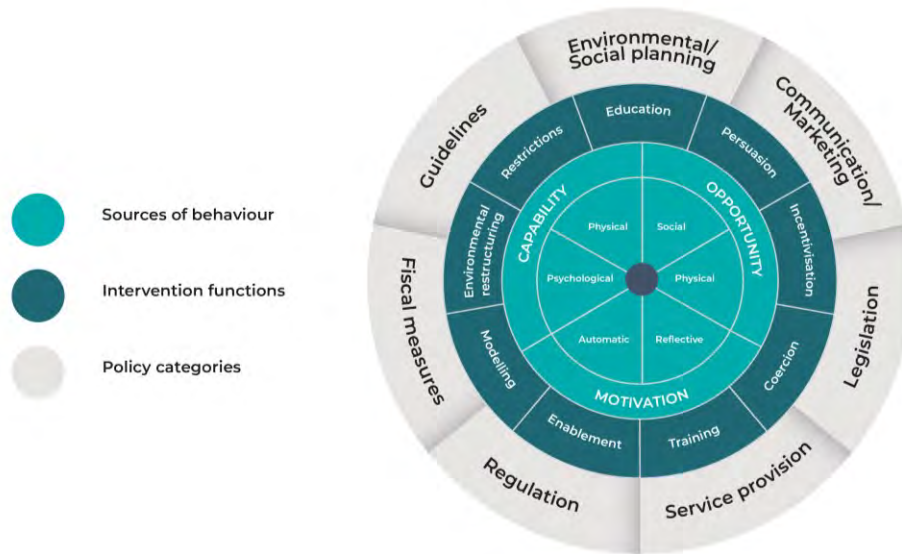 Sources of behaviour
Intervention functions
Policy categories
Environmental/
Social planning
Communication/
Marketing
Legislation
Service provision
Regulation
Fiscal measures
Guidelines
Education
Persuasion
Incentivisation
Coercion
Training
Enablement
Modelling
Environmental
restructuring
Restrictions
CAPABILITY
OPPORTUNITY
MOTIVATION
Physical
Social
Psychological
Physical
Automatic
Reflective